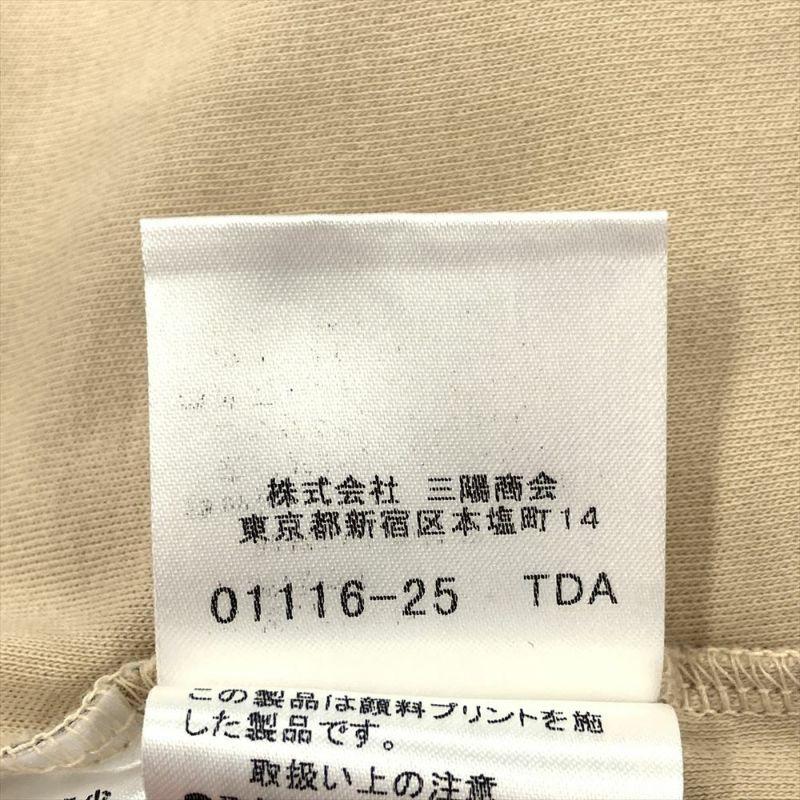 株式会社 三陽商会
東京都新宿区本塩町14
01116-25 TDA
この製品は顔料プリントを施
した製品です。
取扱い上の注意